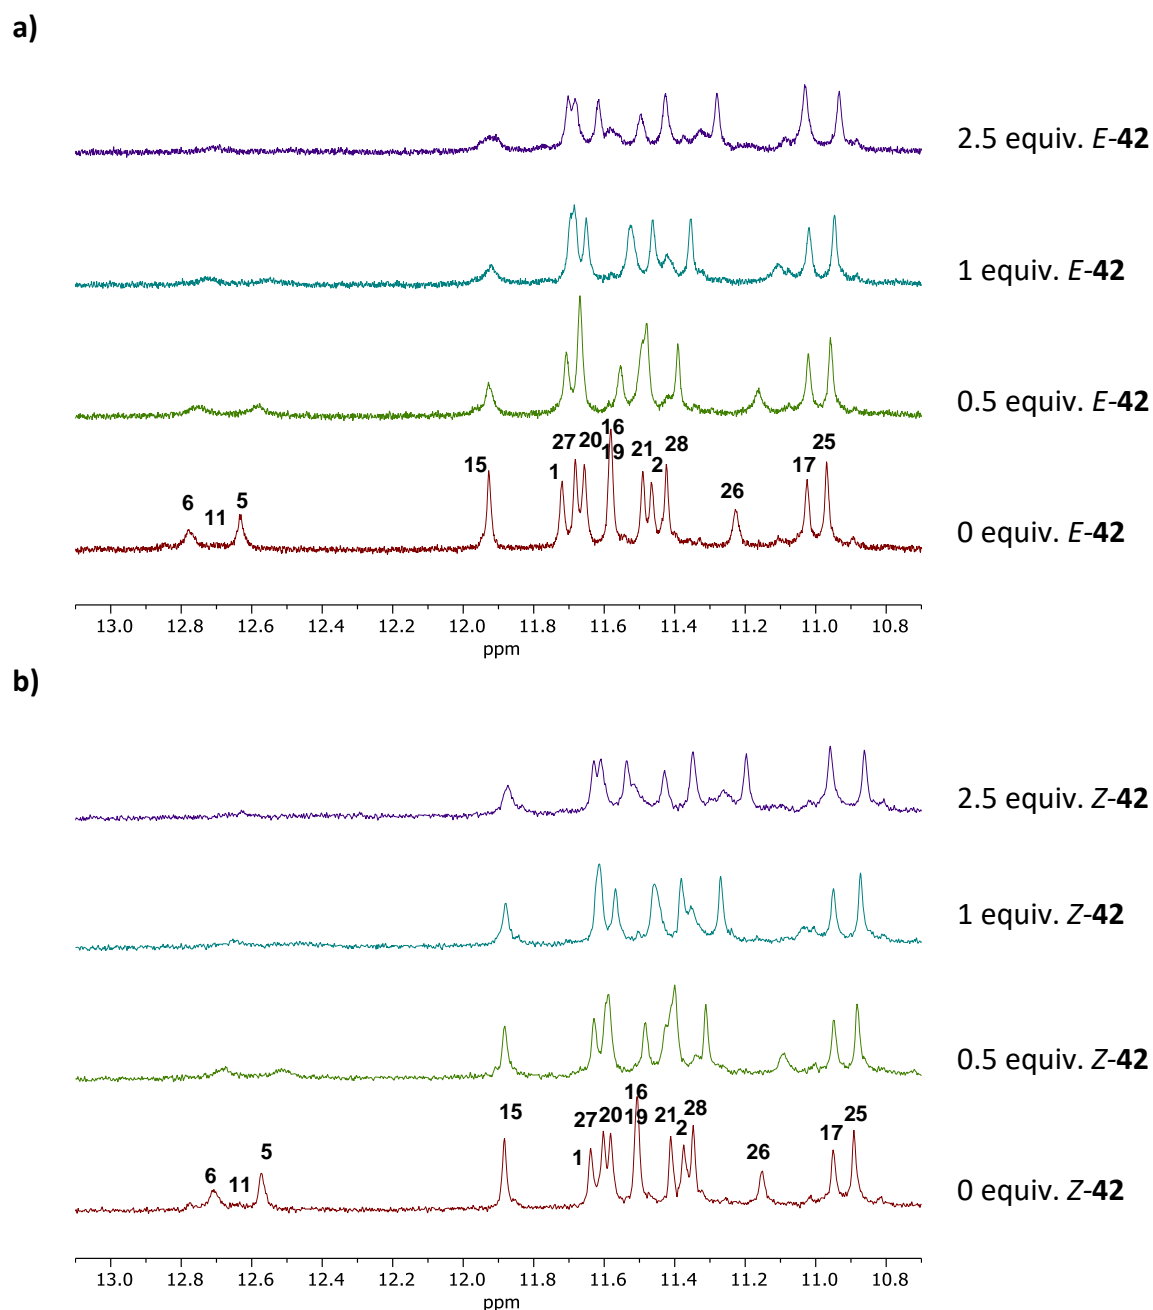 a)
2.5 equiv. E-42
1 equiv. E-42
0.5 equiv. E-42
16
27 20 19 21 28 25
15 1 2 17
6 11 5 26
0 equiv. E-42
13.0 12.8 12.6 12.4 12.2 12.0 11.8 11.6 11.4 11.2 11.0 10.8
ppm
b)
2.5 equiv. Z-42
1 equiv. Z-42
0.5 equiv. Z-42
16
15 27 20 19 21 28 25
5 1 2 17
6 11 26
0 equiv. Z-42
13.0 12.8 12.6 12.4 12.2 12.0 11.8 11.6 11.4 11.2 11.0 10.8
ppm